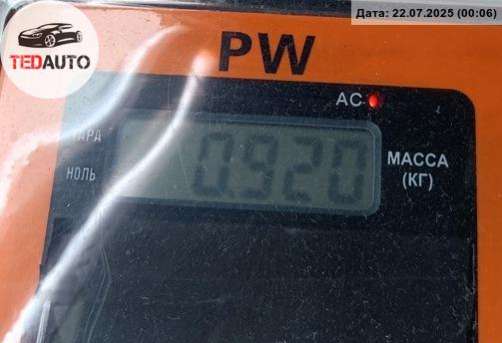 Дата: 22.07.2025 (00:06)
TEDAUTO
PW
AC
ТАРА
НОЛЬ
0.920
МАССА
(КГ)